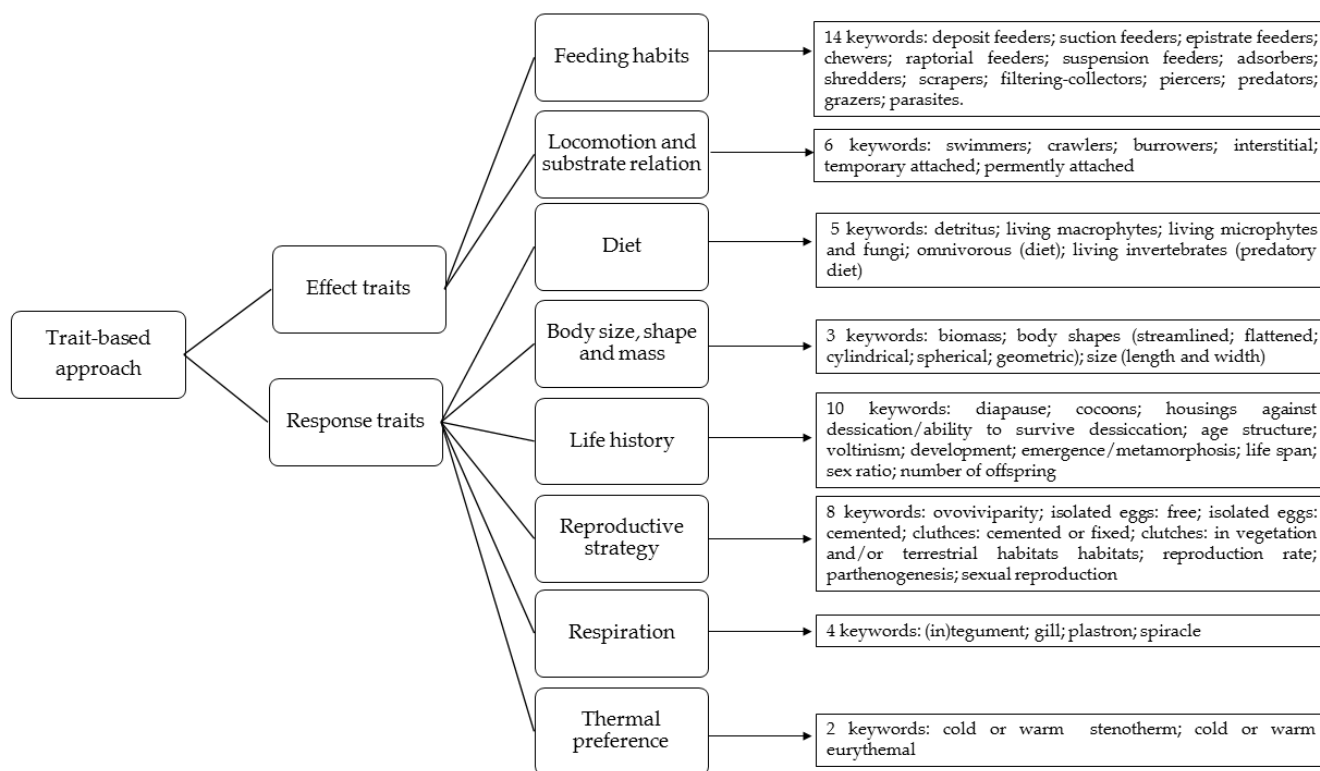 Trait-based
approach
Effect traits
Response traits
Feeding habits
14 keywords: deposit feeders; suction feeders; epistrate feeders;
chewers; raptorial feeders; suspension feeders; adsorbers;
shredders; scrapers; filtering-collectors; piercers; predators;
grazers; parasites.
Locomotion and
substrate relation
6 keywords: swimmers; crawlers; burrowers; interstitial;
temporary attached; permently attached
Diet
5 keywords: detritus; living macrophytes; living microphytes
and fungi; omnivorous (diet); living invertebrates (predatory
diet)
Body size, shape
and mass
3 keywords: biomass; body shapes (streamlined; flattened;
cylindrical; spherical; geometric); size (length and width)
Life history
10 keywords: diapause; cocoons; housings against
dessication/ability to survive dessiccation; age structure;
voltinism; development; emergence/metamorphosis; life span;
sex ratio; number of offspring
Reproductive
strategy
8 keywords: ovoviviparity; isolated eggs: free; isolated eggs:
cemented; cluthces: cemented or fixed; clutches: in vegetation
and/or terrestrial habitats habitats; reproduction rate;
parthenogenesis; sexual reproduction
Respiration
4 keywords: (in)tegument; gill; plastron; spiracle
Thermal
preference
2 keywords: cold or warm stenotherm; cold or warm
eurythemal